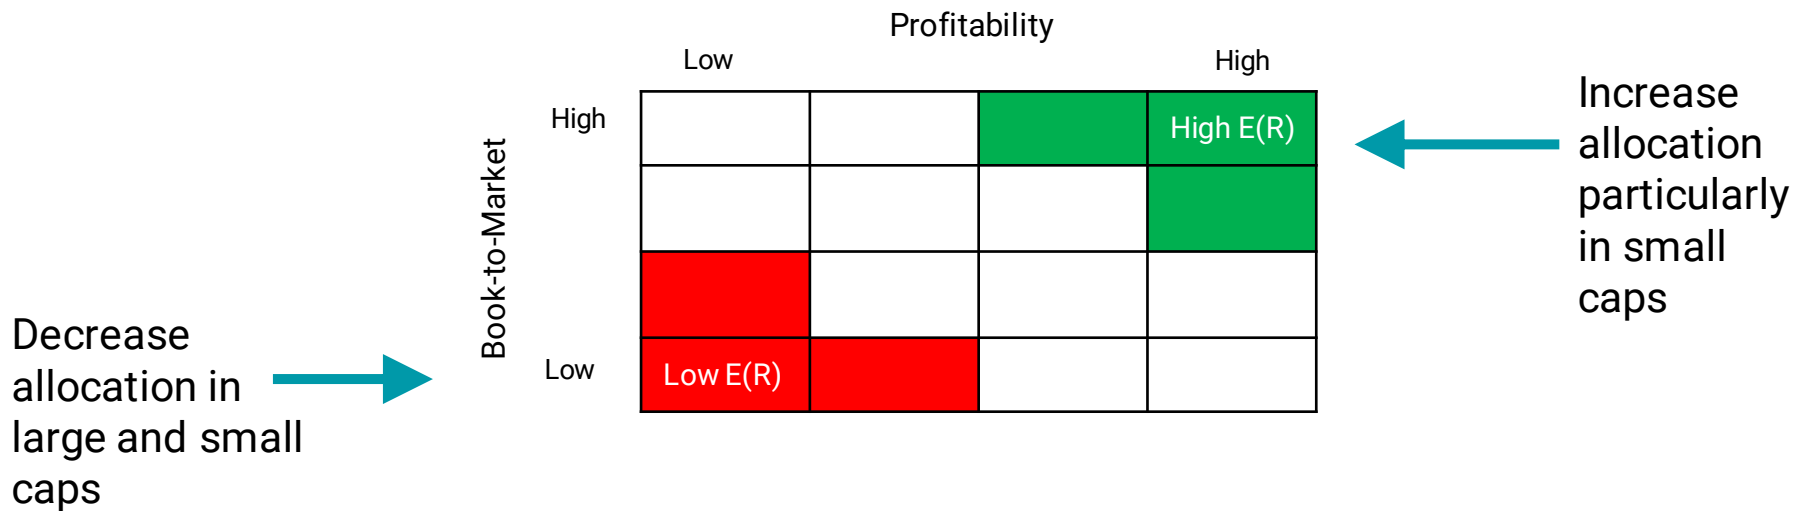 Profitability
Low
High
Book-to-Market
High
Low
High E(R)
Low E(R)
Increase
allocation
particularly
in small
caps
Decrease
allocation in
large and small
caps